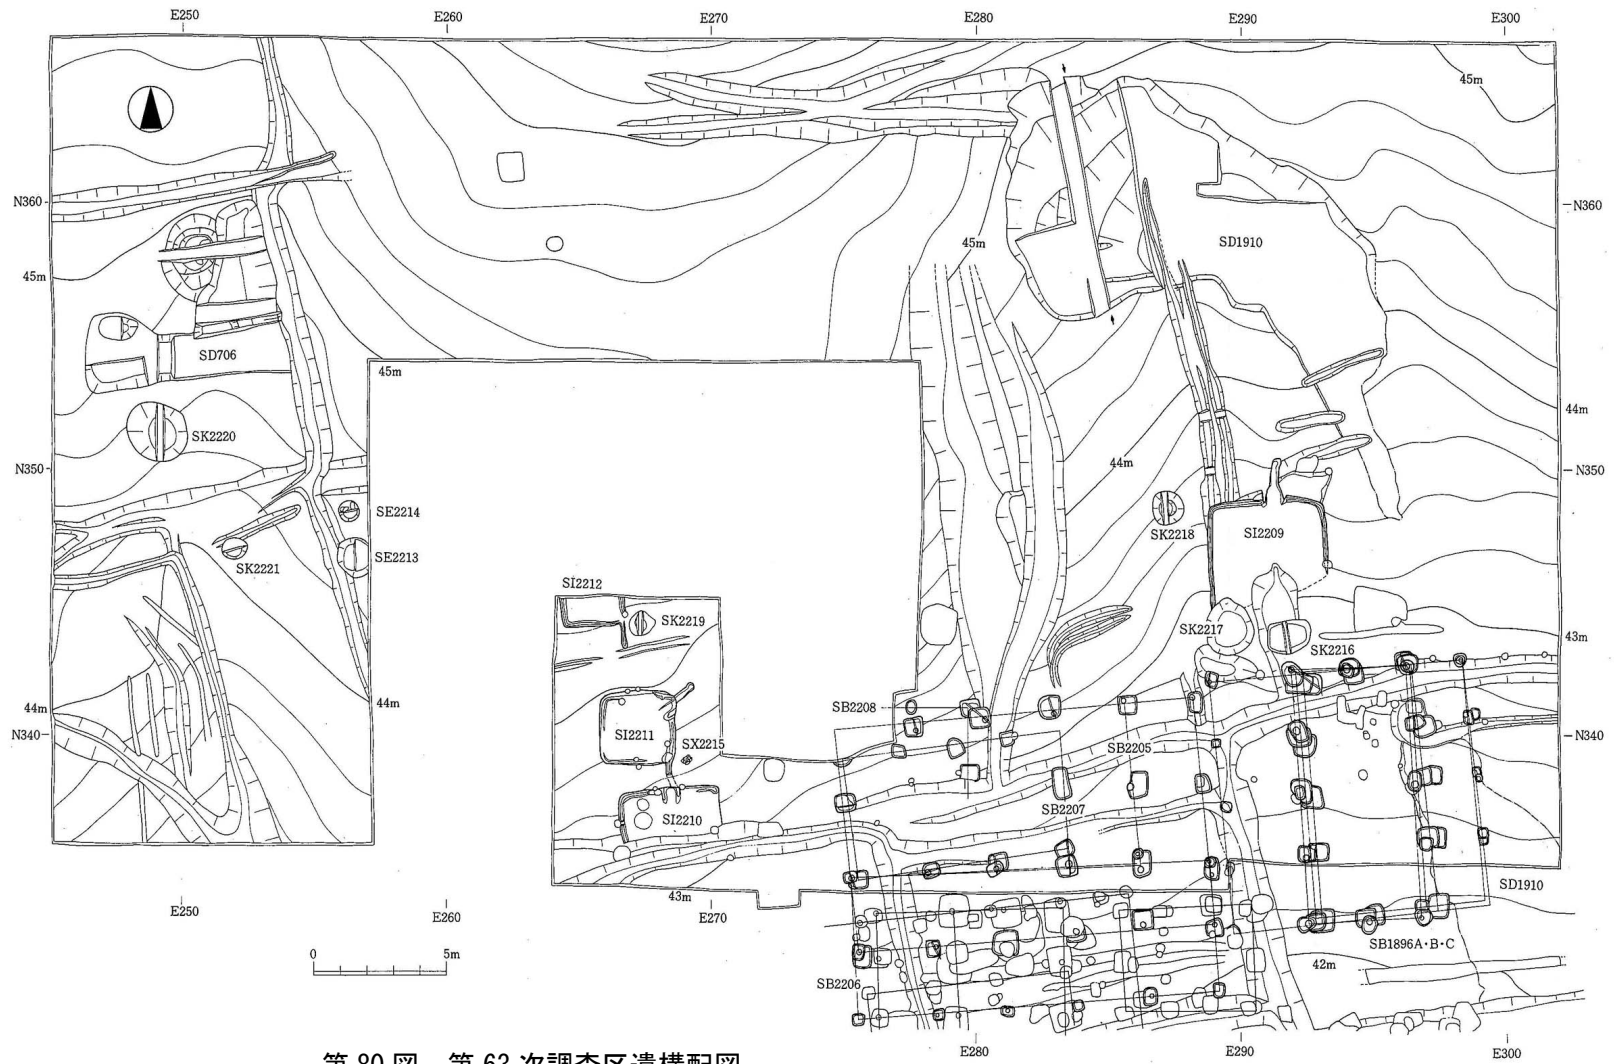 E250 E260 E270 E280 E290 E300
45m
N360 N360
SD1910
45m
45m
SD706
45m
44m
SK2220
44m
N350 N350
SE2214
SK2218
SI2209
SE2213
SK2221
SI2212
SK2219
SK2217
43m
SK2216
44m
44m
SB2208
N340
SI2211
SX2215
SB2205
N340
SB2207
SI2210
43m
SD1910
E250 E260 E270
SB1896A・B・C
0 5m
42m
SB2206
E280 E290 E300
第 80 図 第 63 次調査区遺構配図